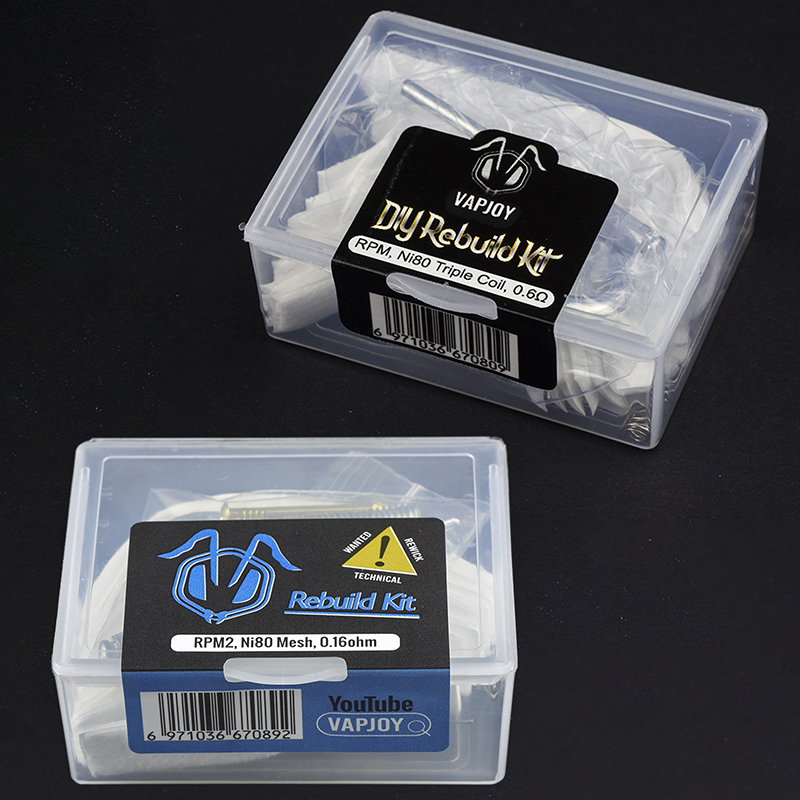 VAPJOY
DIY Rebuild Kit
RPM, Ni80 Triple Coil, 0.6Ω
6 971036 670809
WANTED
REWICK
!
TECHNICAL
Rebuild Kit
RPM2, Ni80 Mesh, 0.16ohm
6 971036 670892
YouTube
VAPJOY